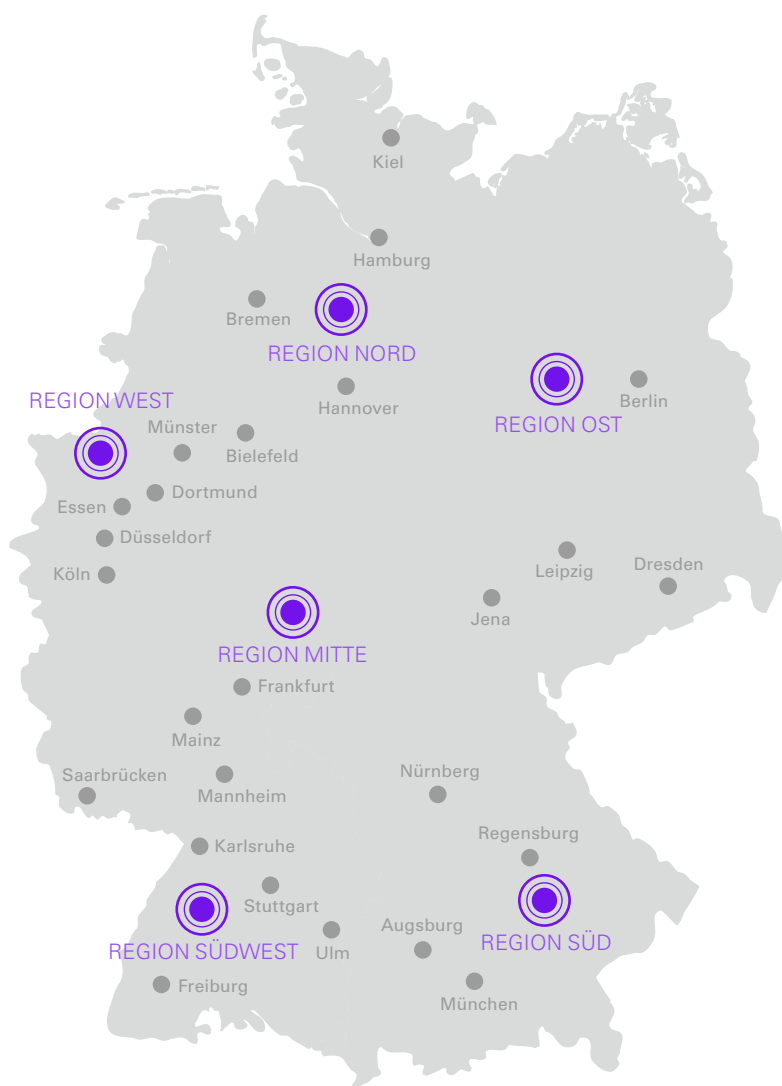 Kiel
Hamburg
Bremen
REGION NORD
Hannover
REGION WEST
Berlin
REGION OST
Münster
Bielefeld
Dortmund
Essen
Düsseldorf
Köln
Leipzig
Dresden
Jena
REGION MITTE
Frankfurt
Mainz
Saarbrücken
Mannheim
Nürnberg
Karlsruhe
Regensburg
Stuttgart
Augsburg
REGION SÜD
REGION SÜDWEST
Ulm
Freiburg
München